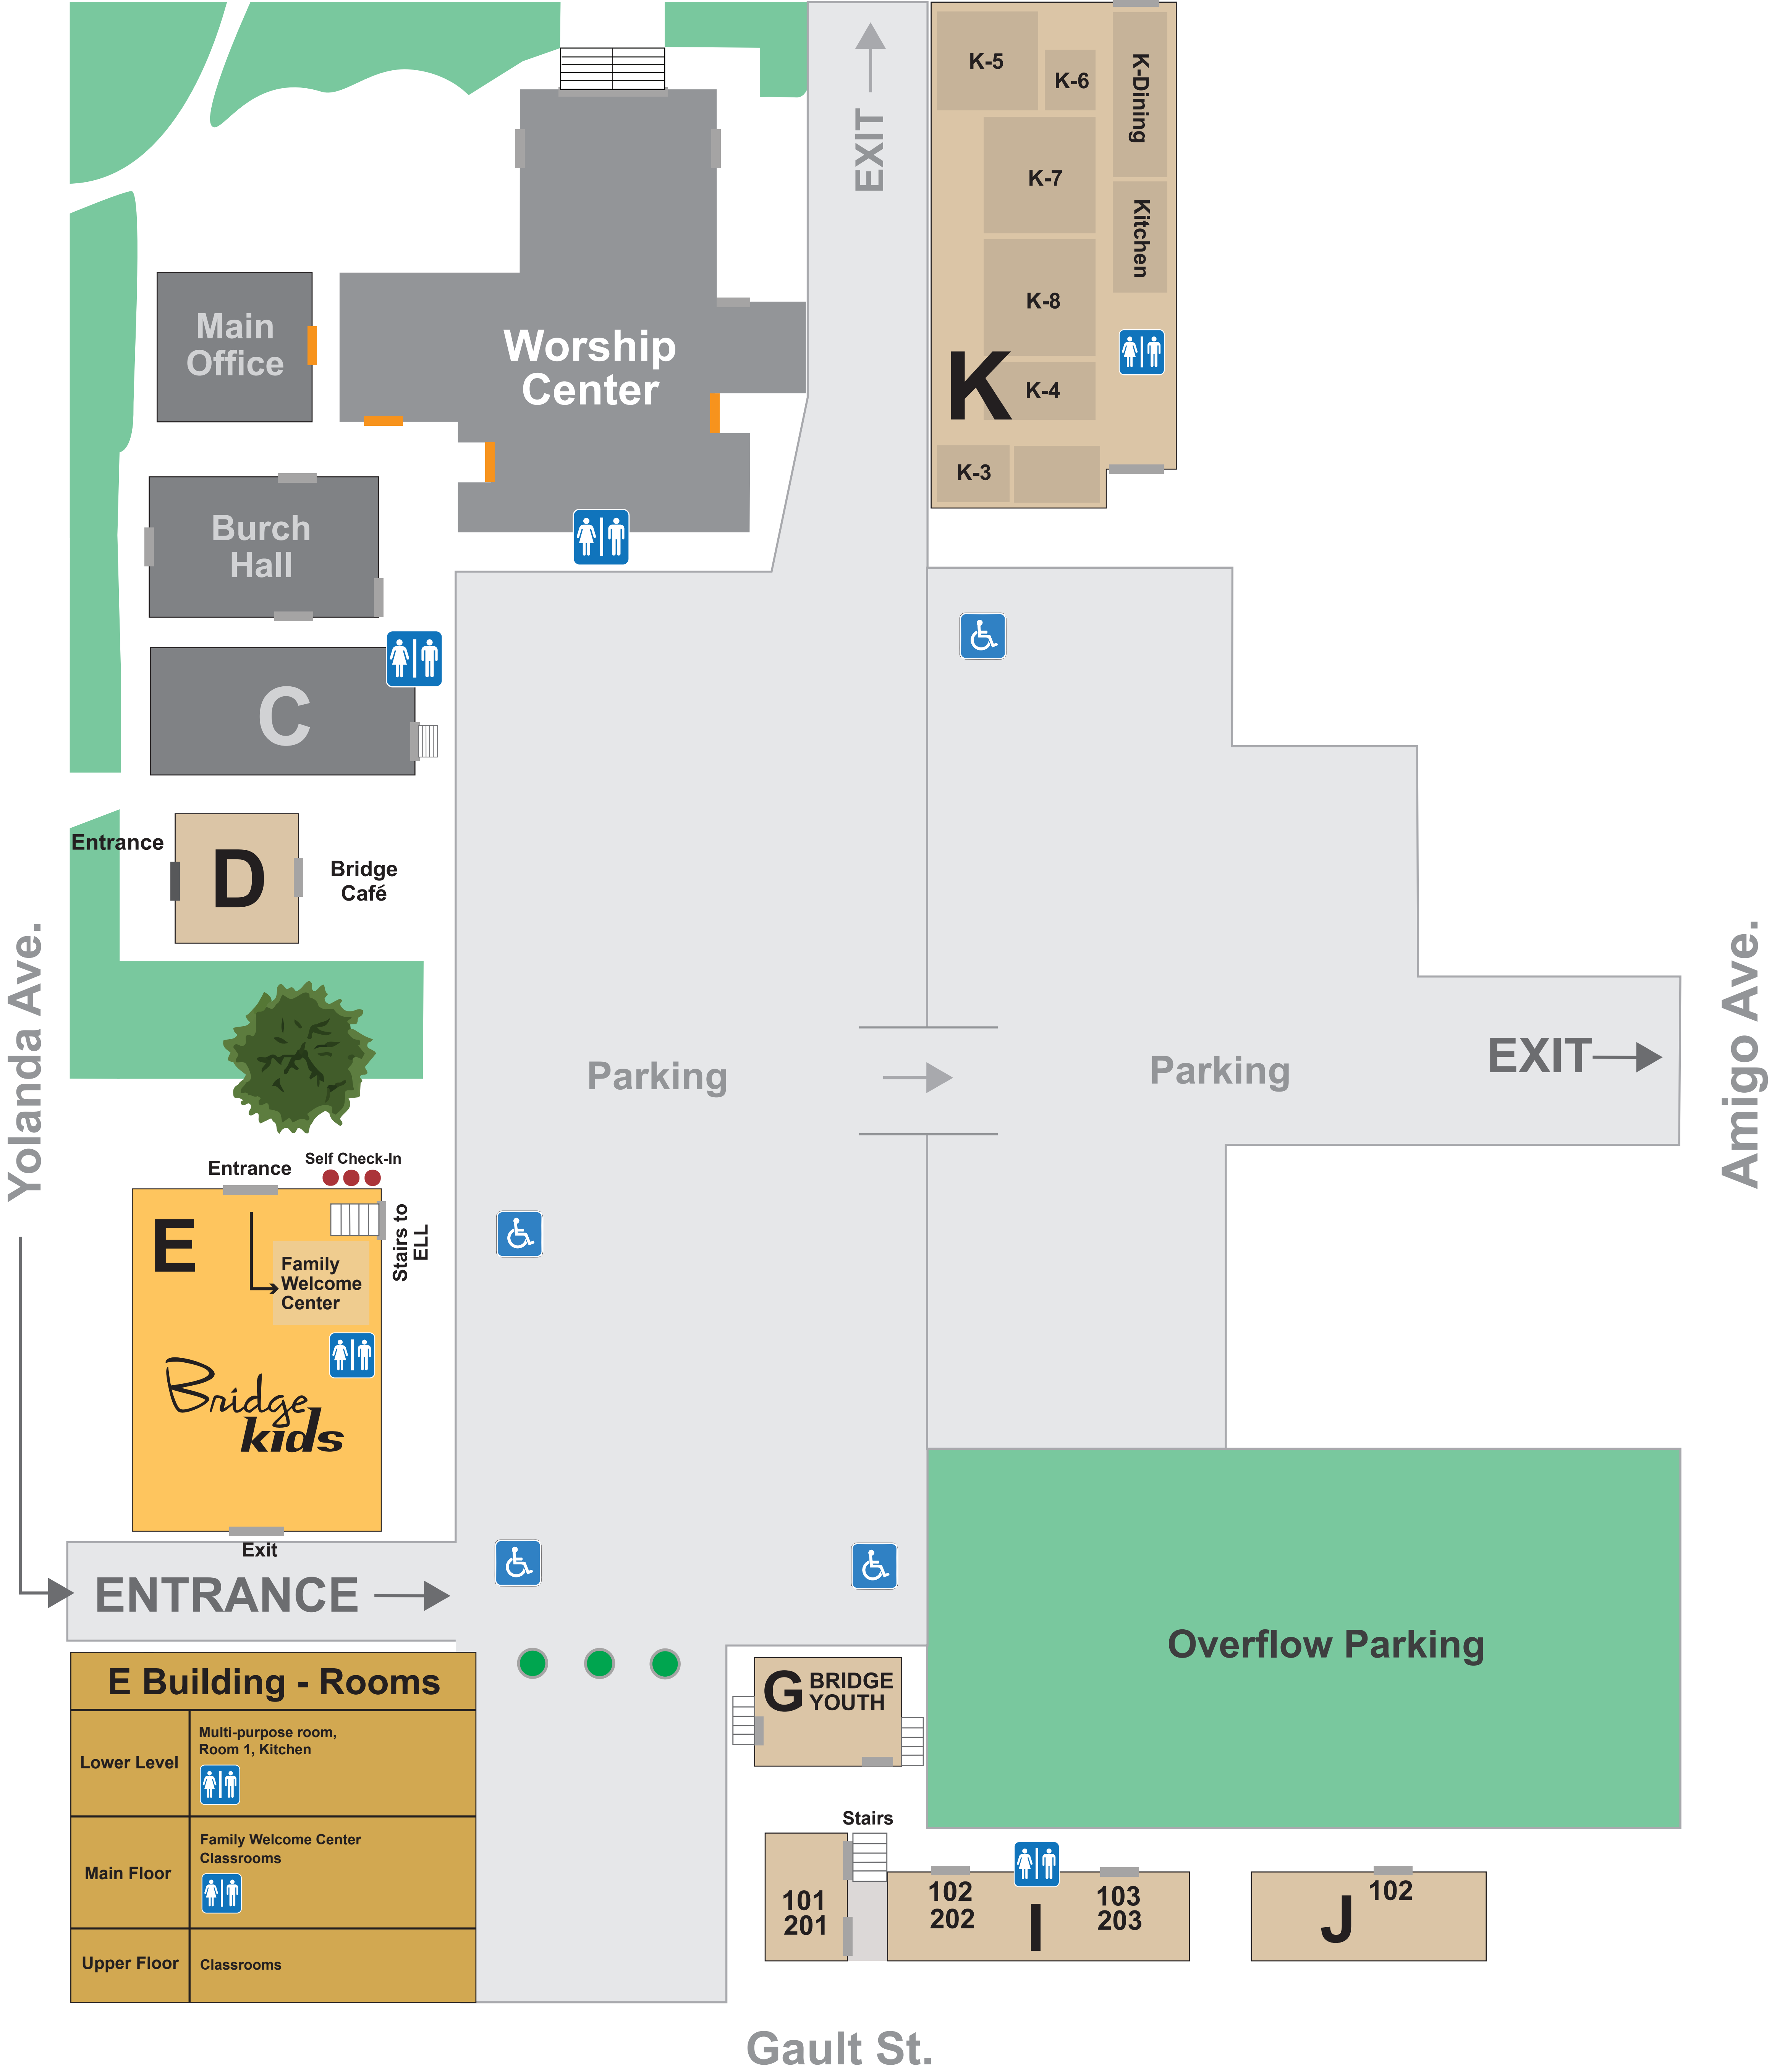 EXIT
K-5
K-6
K-Dining
K-7
Kitchen
K-8
K
K-4
K-3
Main
Office
Worship
Center
Burch
Hall
C
Entrance
D
Bridge
Café
Yolanda Ave.
Amigo Ave.
Parking
Parking
EXIT
Entrance
Self Check-In
E
Stairs to
ELL
Family
Welcome
Center
Bridge
kids
Exit
ENTRANCE
Overflow Parking
E Building - Rooms
Lower Level
Multi-purpose room,
Room 1, Kitchen
Main Floor
Family Welcome Center
Classrooms
Upper Floor
Classrooms
G BRIDGE
YOUTH
Stairs
101
201
102
202
I
103
203
J
102
Gault St.